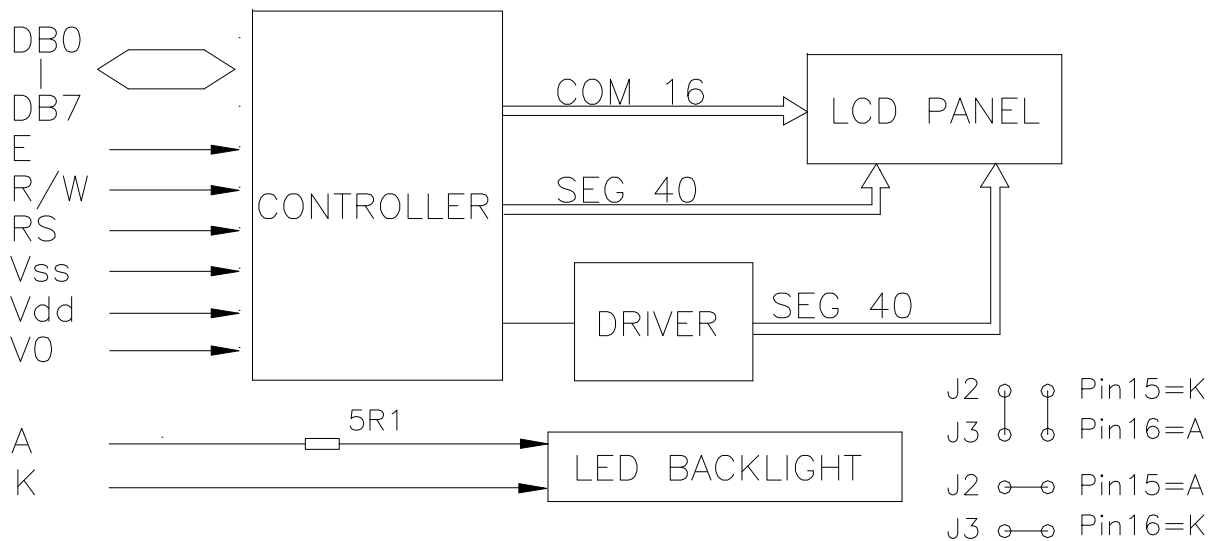 DB0
|
DB7
E
R/W
RS
Vss
Vdd
V0
A
K
CONTROLLER
COM 16
SEG 40
LCD PANEL
DRIVER
SEG 40
5R1
LED BACKLIGHT
J2 Pin15=K
J3 Pin16=A
J2 Pin15=A
J3 Pin16=K